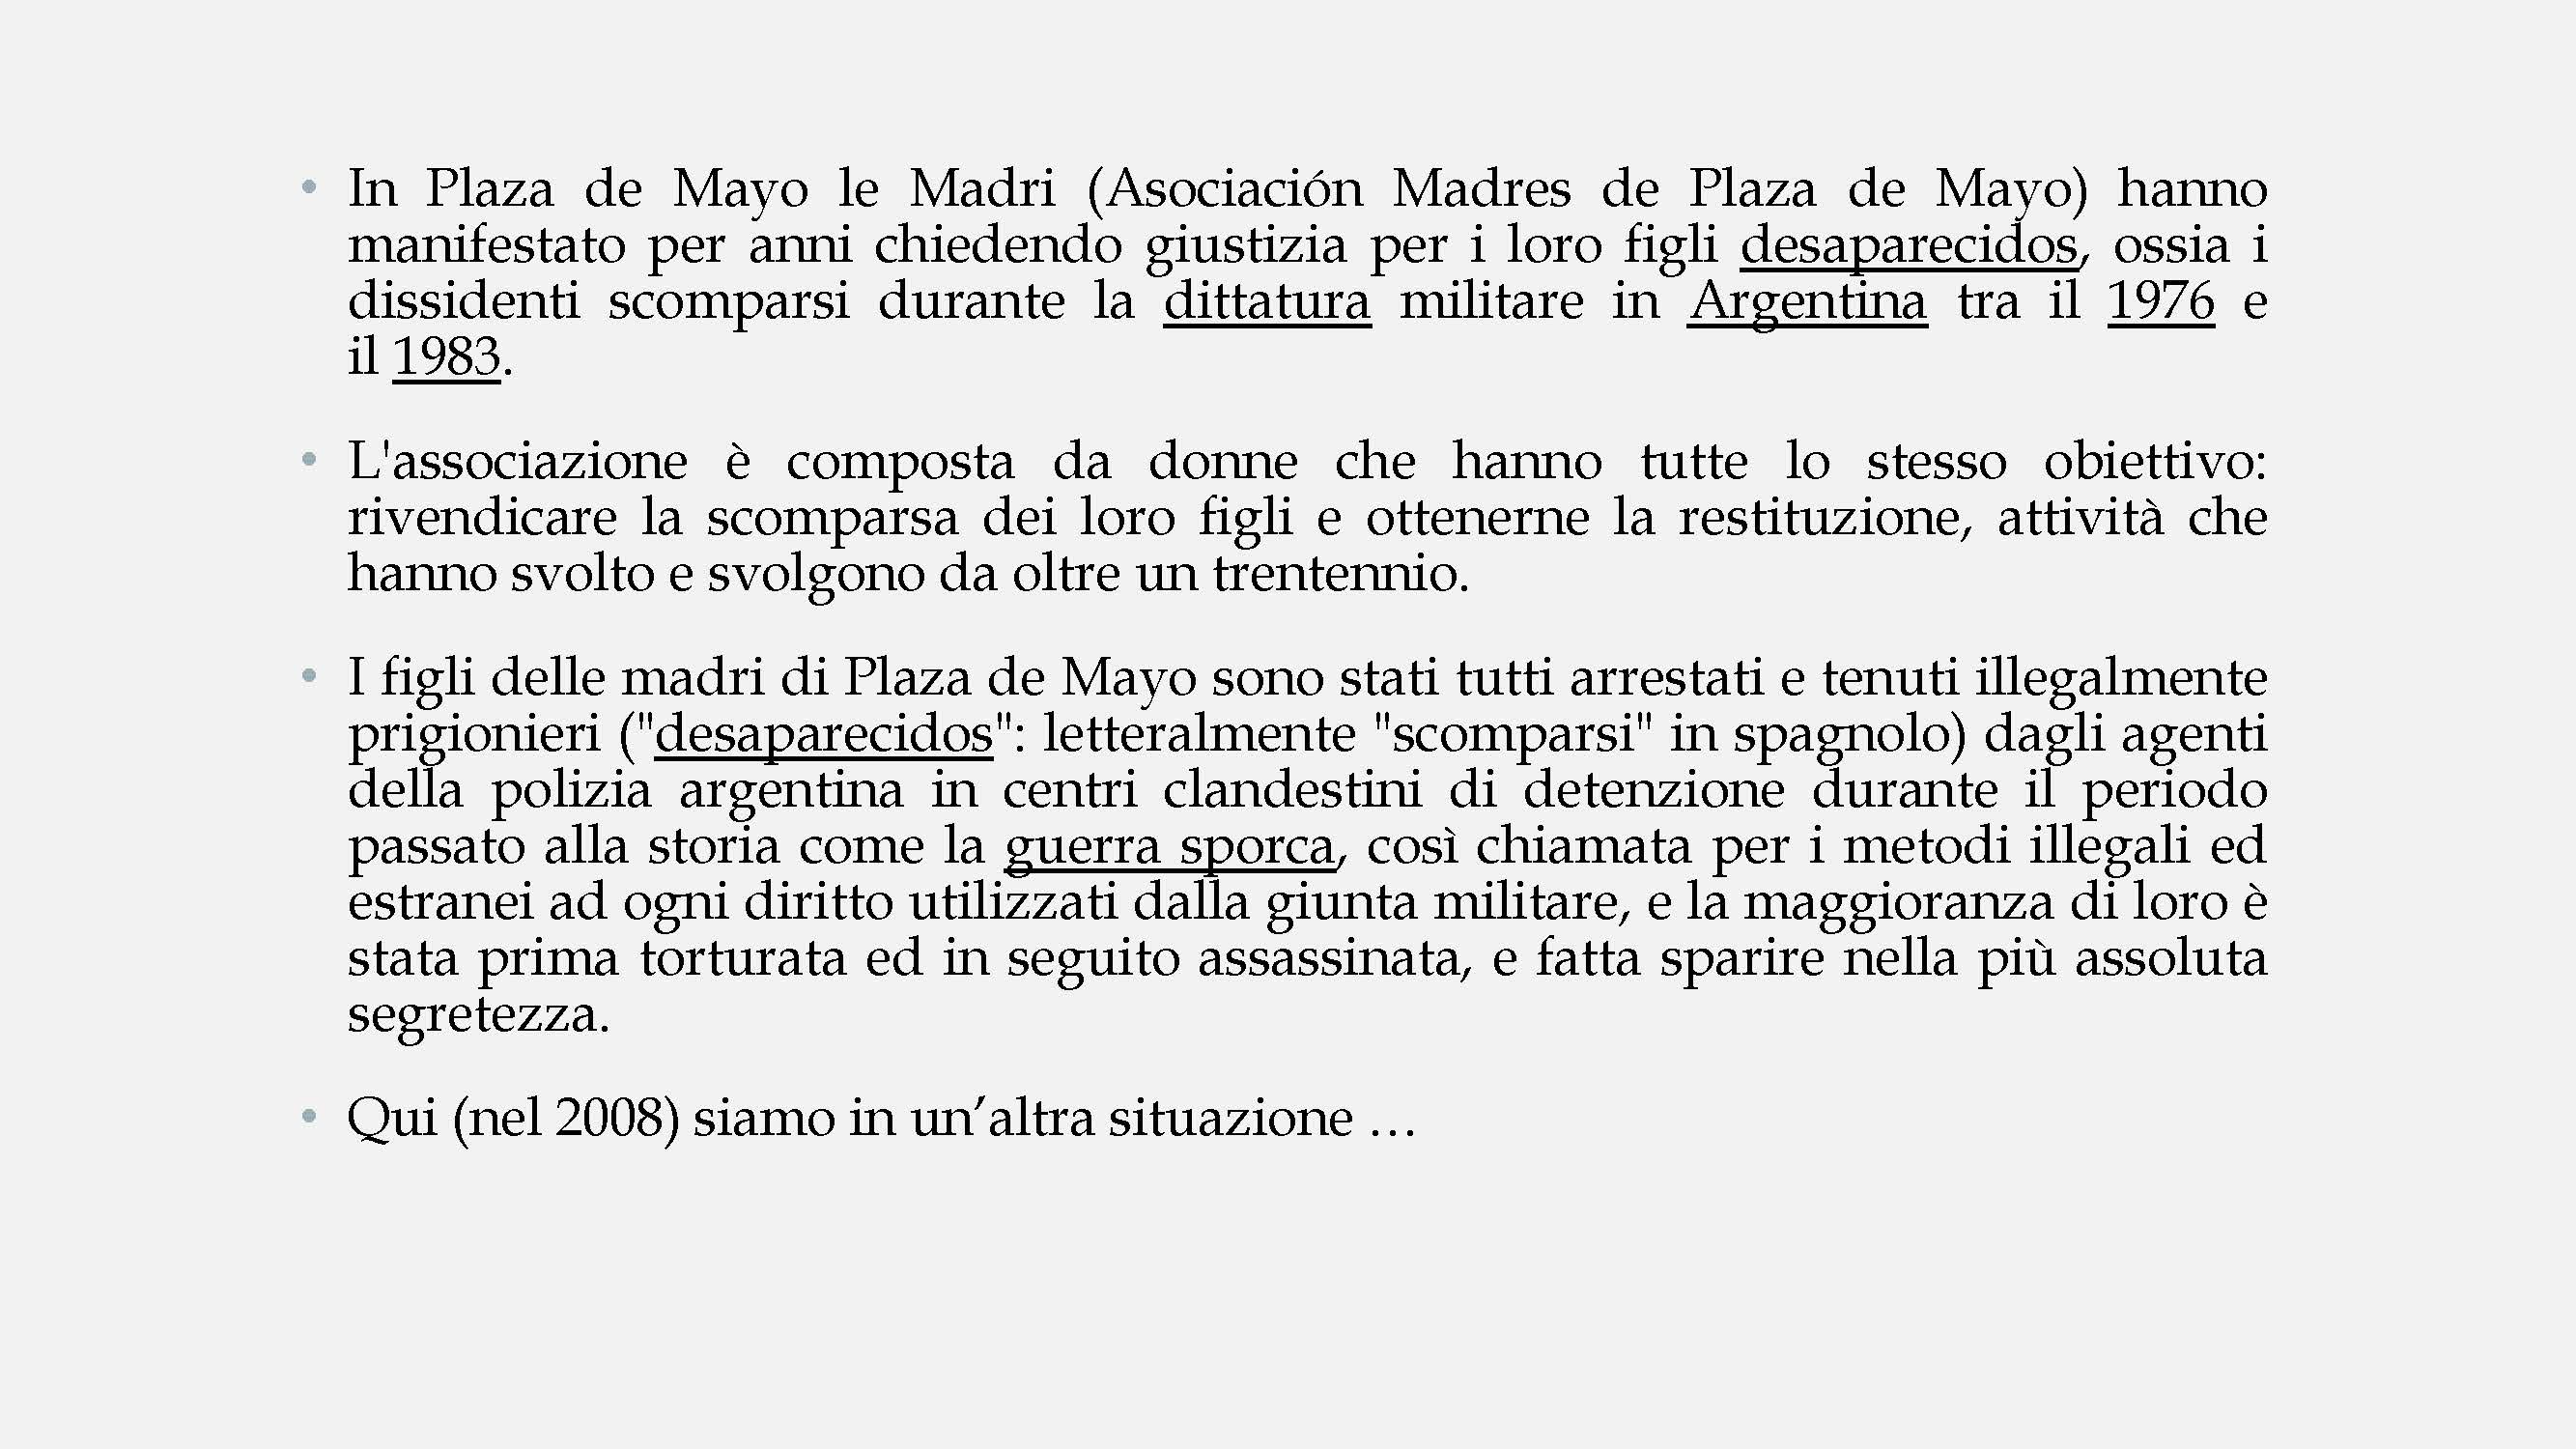 • In Plaza de Mayo le Madri (Asociación Madres de Plaza de Mayo) hanno
manifestato per anni chiedendo giustizia per i loro figli desaparecidos, ossia i
dissidenti scomparsi durante la dittatura militare in Argentina tra il 1976 e
il 1983.
• L'associazione è composta da donne che hanno tutte lo stesso obiettivo:
rivendicare la scomparsa dei loro figli e ottenerne la restituzione, attività che
hanno svolto e svolgono da oltre un trentennio.
• I figli delle madri di Plaza de Mayo sono stati tutti arrestati e tenuti illegalmente
prigionieri ("desaparecidos": letteralmente "scomparsi" in spagnolo) dagli agenti
della polizia argentina in centri clandestini di detenzione durante il periodo
passato alla storia come la guerra sporca, così chiamata per i metodi illegali ed
estranei ad ogni diritto utilizzati dalla giunta militare, e la maggioranza di loro è
stata prima torturata ed in seguito assassinata, e fatta sparire nella più assoluta
segretezza.
• Qui (nel 2008) siamo in un’altra situazione …